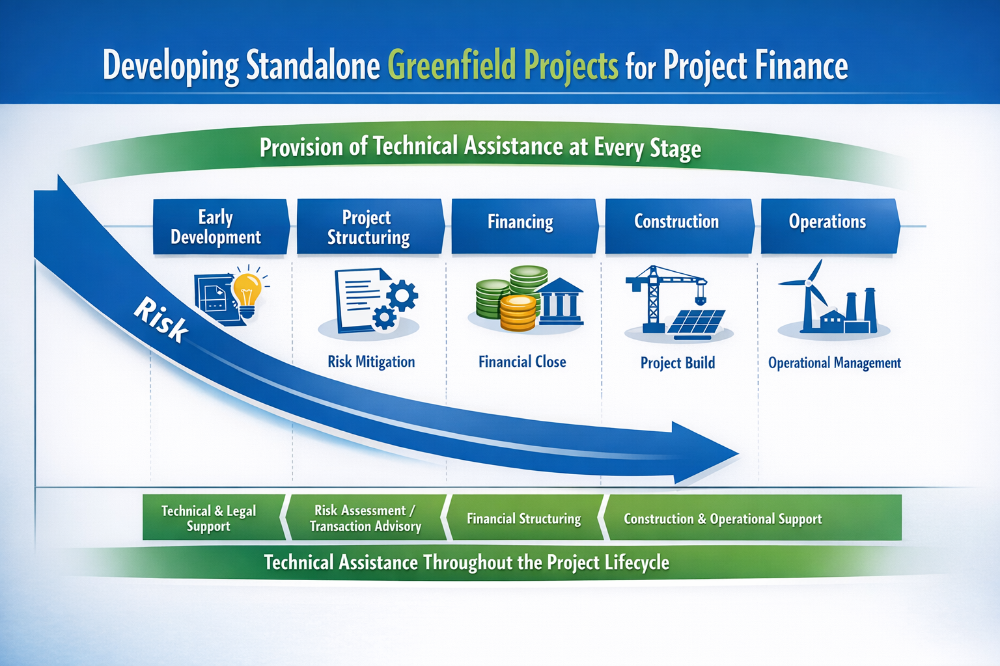 Developing Standalone Greenfield Projects for Project Finance
Provision of Technical Assistance at Every Stage
Early
Development
Project
Structuring
Financing
Construction
Operations
Risk
Risk Mitigation
Financial Close
Project Build
Operational Management
Technical & Legal
Support
Risk Assessment /
Transaction Advisory
Financial Structuring
Construction & Operational Support
Technical Assistance Throughout the Project Lifecycle